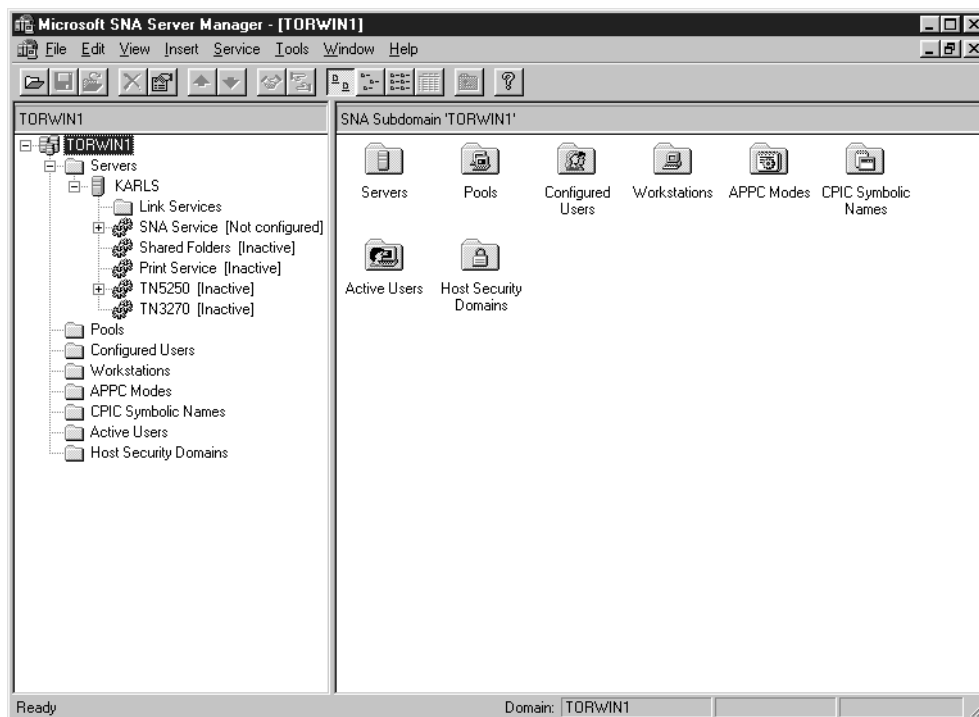 Microsoft SNA Server Manager - [TORWIN1]
File Edit View Insert Service Tools Window Help
TORWIN1
SNA Subdomain 'TORWIN1'
TORWIN1
Servers
KARLS
Link Services
SNA Service [Not configured]
Shared Folders [Inactive]
Print Service [Inactive]
TN5250 [Inactive]
TN3270 [Inactive]
Pools
Configured Users
Workstations
APPC Modes
CPIC Symbolic Names
Active Users
Host Security Domains
Servers
Pools
Configured
Users
Workstations
APPC Modes
CPIC Symbolic
Names
Active Users
Host Security
Domains
Ready
Domain: TORWIN1